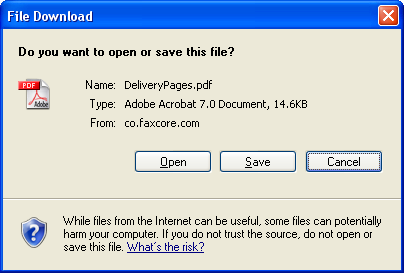 File Download
Do you want to open or save this file?
PDF
Adobe
Name: DeliveryPages.pdf
Type: Adobe Acrobat 7.0 Document, 14.6KB
From: co.faxcore.com
Open Save Cancel
While files from the Internet can be useful, some files can potentially
harm your computer. If you do not trust the source, do not open or
save this file. What's the risk?